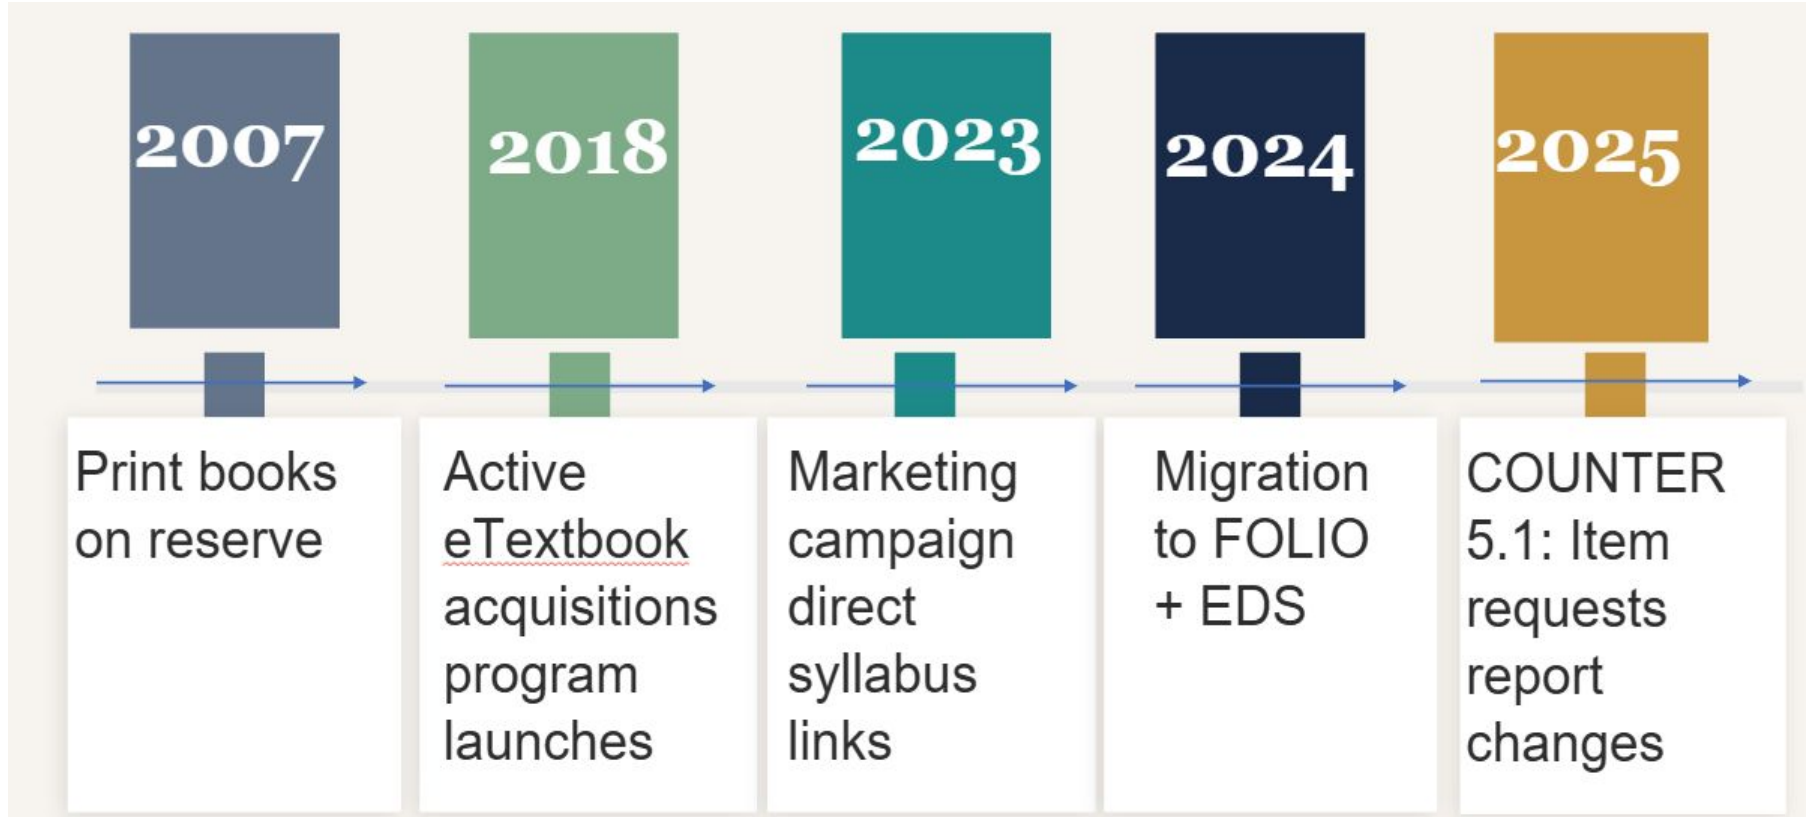 2007
Print books
on reserve
2018
Active
eTextbook
acquisitions
program
launches
2023
Marketing
campaign
direct
syllabus
links
2024
Migration
to FOLIO
+ EDS
2025
COUNTER
5.1: Item
requests
report
changes